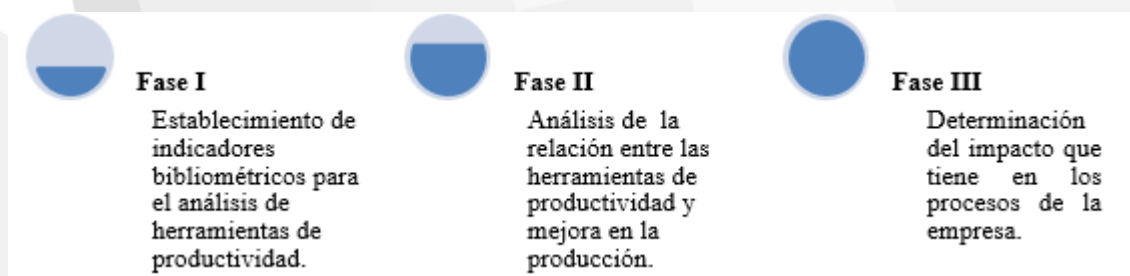 Fase I
Establecimiento de
indicadores
bibliométricos para
el análisis de
herramientas de
productividad.
Fase II
Análisis de la
relación entre las
herramientas de
productividad y
mejora en la
producción.
Fase III
Determinación
del impacto que
tiene en los
procesos de la
empresa.